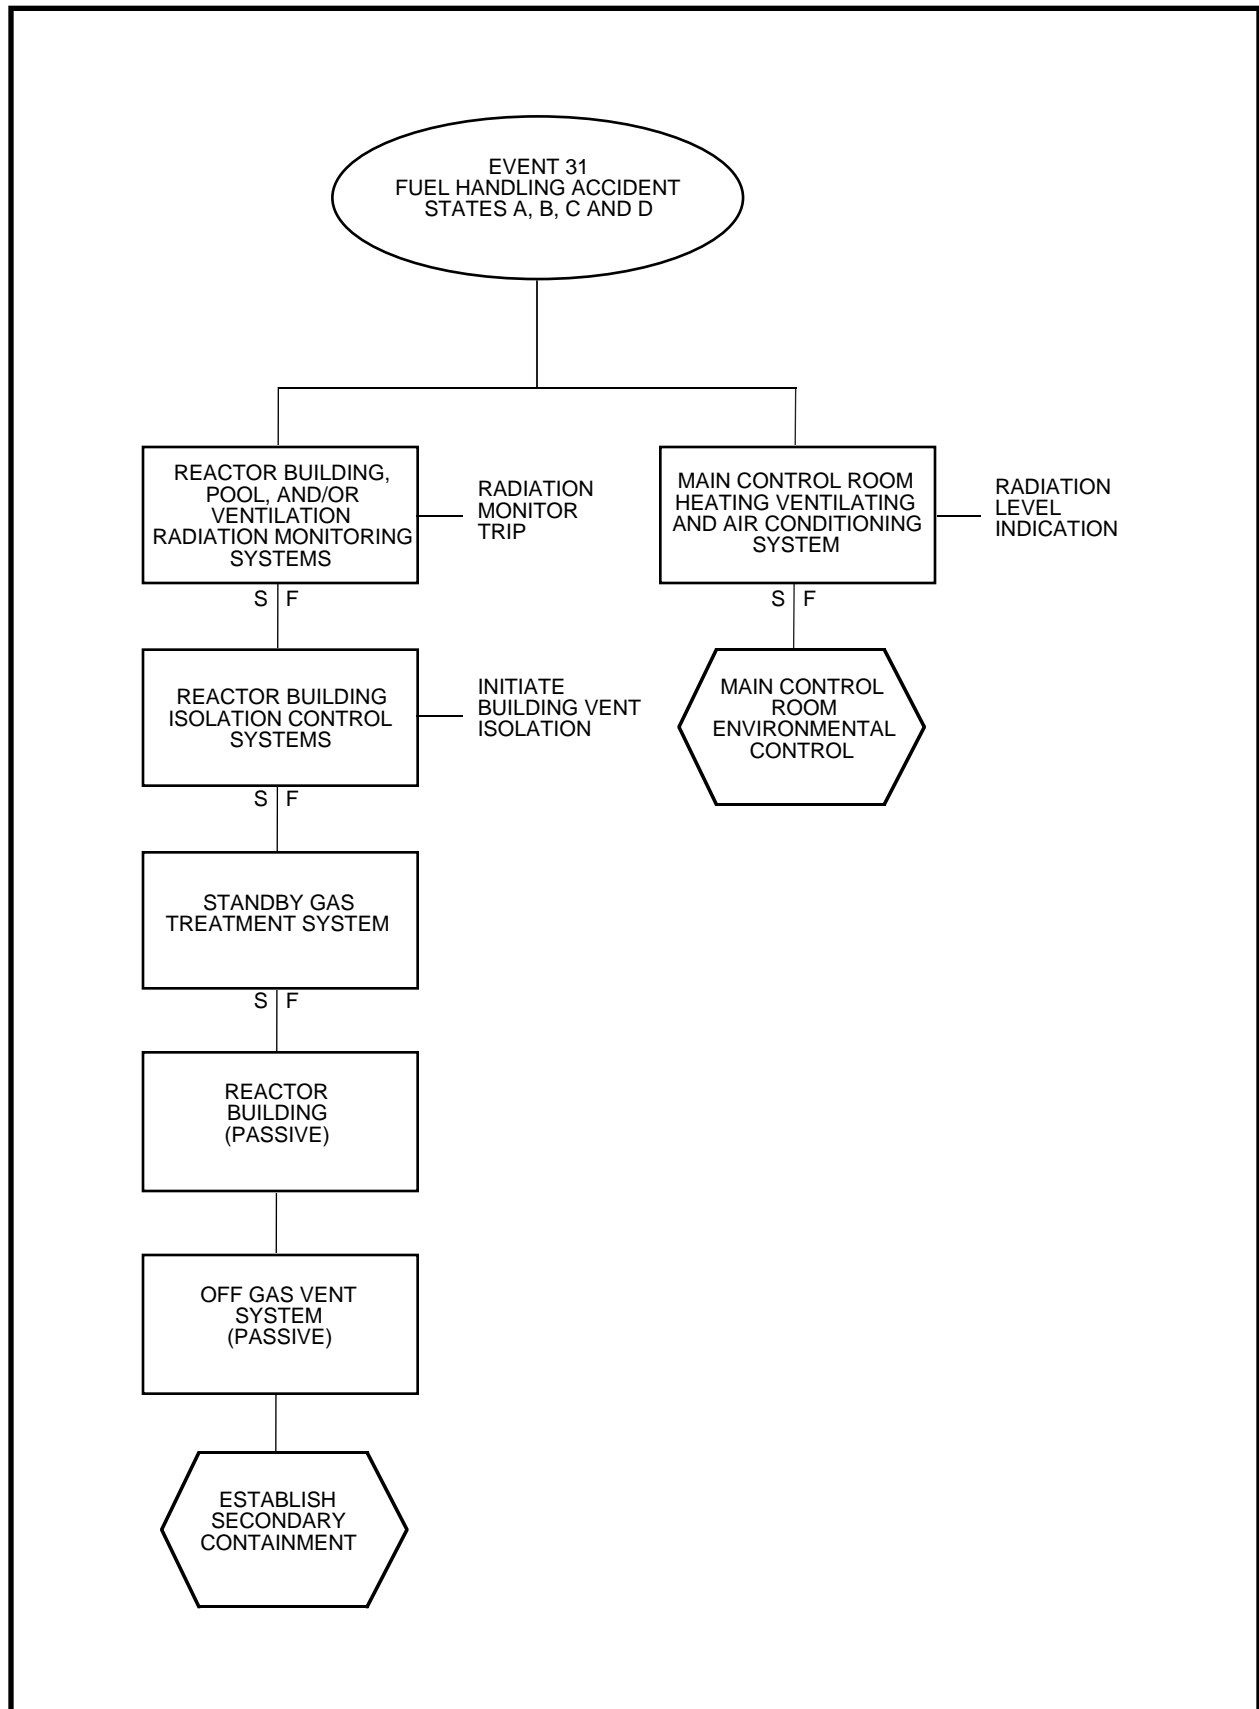 EVENT 31
FUEL HANDLING ACCIDENT
STATES A, B, C AND D
REACTOR BUILDING,
POOL, AND/OR
VENTILATION
RADIATION MONITORING
SYSTEMS
RADIATION
MONITOR
TRIP
MAIN CONTROL ROOM
HEATING VENTILATING
AND AIR CONDITIONING
SYSTEM
RADIATION
LEVEL
INDICATION
S F
S F
REACTOR BUILDING
ISOLATION CONTROL
SYSTEMS
INITIATE
BUILDING VENT
ISOLATION
MAIN CONTROL
ROOM
ENVIRONMENTAL
CONTROL
S F
STANDBY GAS
TREATMENT SYSTEM
S F
REACTOR
BUILDING
(PASSIVE)
OFF GAS VENT
SYSTEM
(PASSIVE)
ESTABLISH
SECONDARY
CONTAINMENT